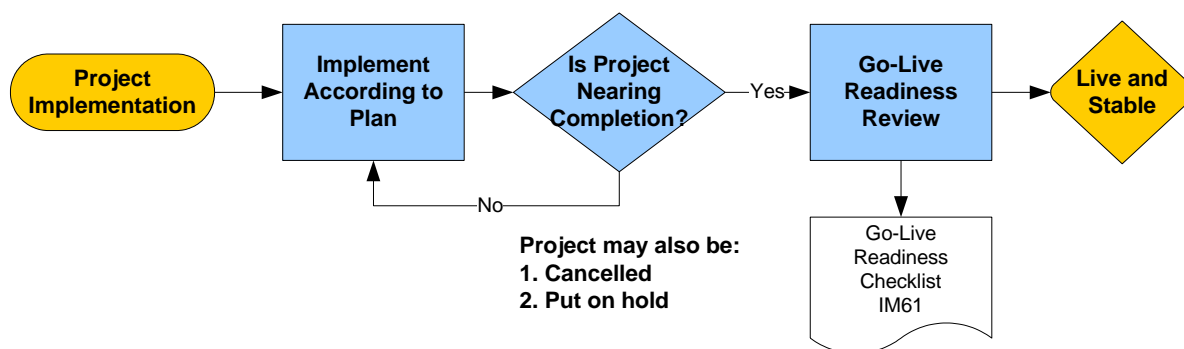 Project
Implementation
Implement
According to
Plan
Is Project
Nearing
Completion?
Yes
Go-Live
Readiness
Review
Live and
Stable
No
Project may also be:
1. Cancelled
2. Put on hold
Go-Live
Readiness
Checklist
IM61